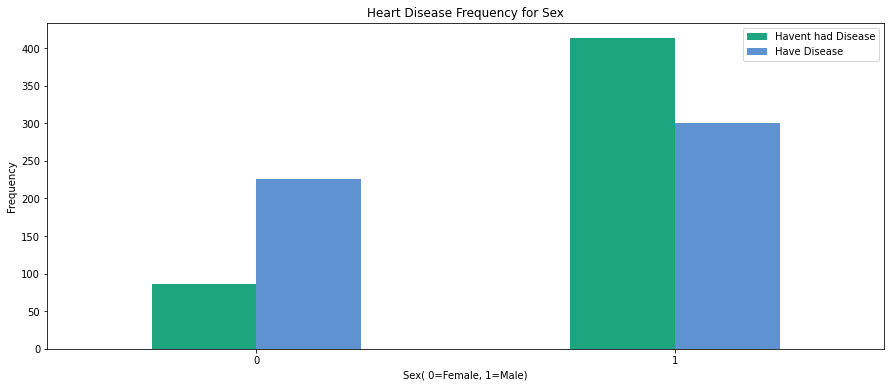 Heart Disease Frequency for Sex
Havent had Disease
Have Disease
Frequency
400
350
300
250
200
150
100
50
0
0
1
Sex( 0=Female, 1=Male)